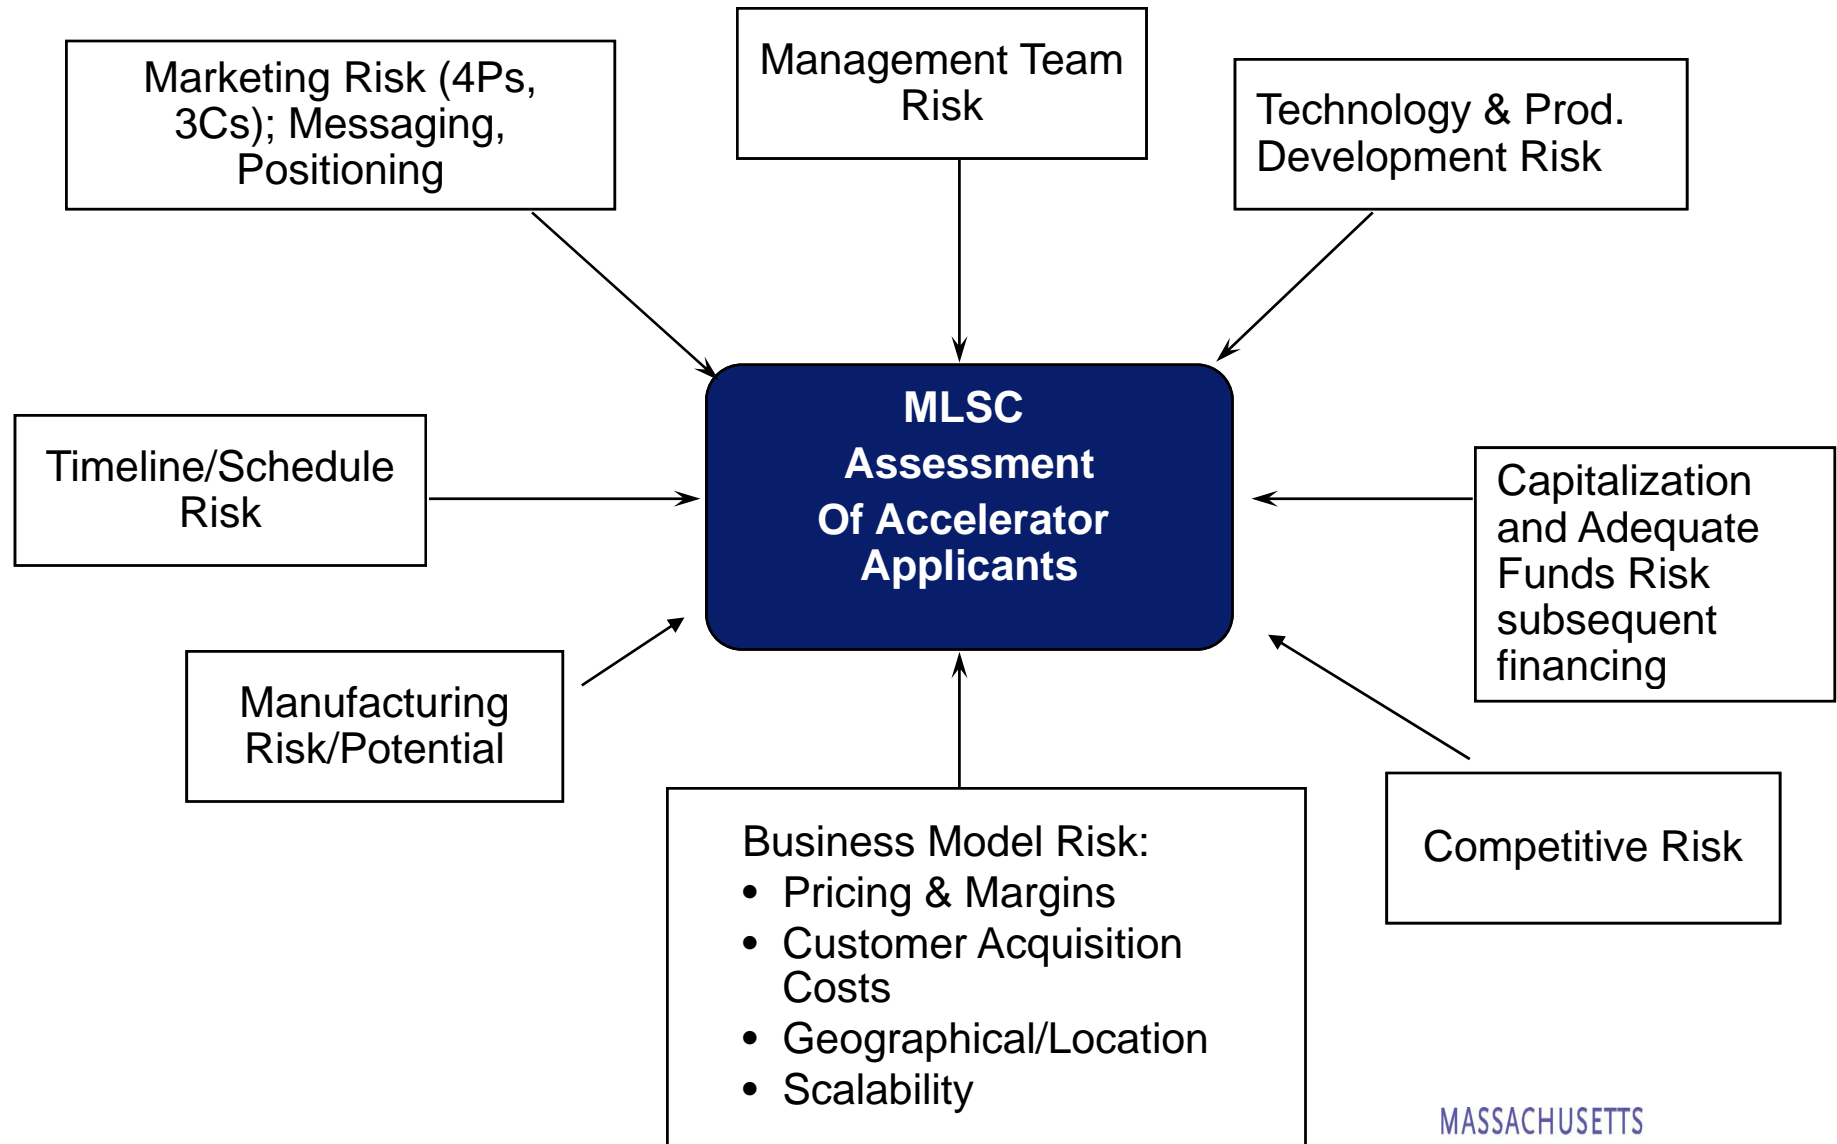 Marketing Risk (4Ps,
3Cs); Messaging,
Positioning
Management Team
Risk
Technology & Prod.
Development Risk
MLSC
Assessment
Of Accelerator
Applicants
Timeline/Schedule
Risk
Capitalization
and Adequate
Funds Risk
subsequent
financing
Manufacturing
Risk/Potential
Business Model Risk:
• Pricing & Margins
• Customer Acquisition
Costs
• Geographical/Location
• Scalability
Competitive Risk
MASSACHUSETTS